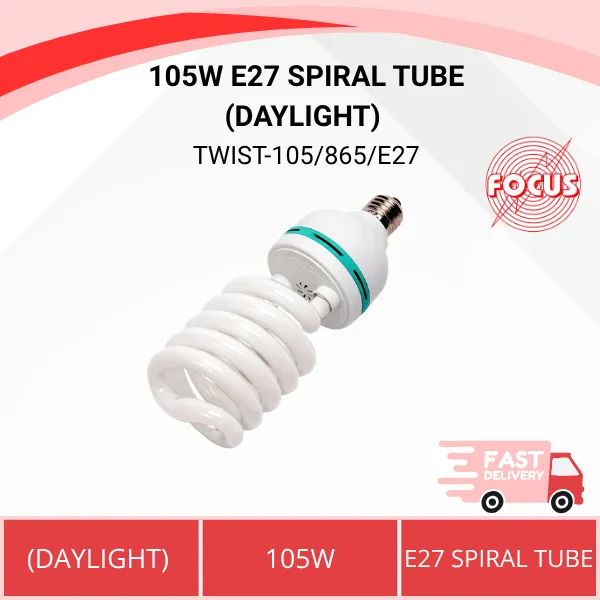 105W E27 SPIRAL TUBE
(DAYLIGHT)
TWIST-105/865/E27
FOCUS
FAST
DELIVERY
(DAYLIGHT)
105W
E27 SPIRAL TUBE